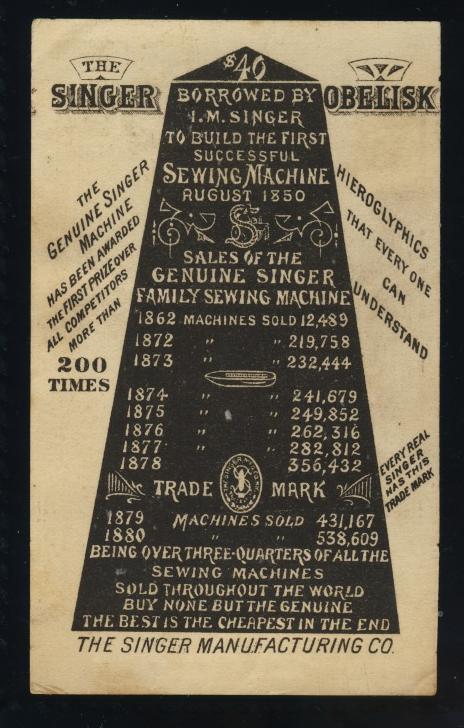 THE
SINGER
OBELISK
$40
BORROWED BY
I.M. SINGER
TO BUILD THE FIRST
SUCCESSFUL
SEWING MACHINE
AUGUST 1850
SALES OF THE
GENUINE SINGER
FAMILY SEWING MACHINE
1862 MACHINES SOLD 12,489
1872 " " 219,758
1873 " " 232,444
1874 " " 241,679
1875 " " 249,852
1876 " " 262,316
1877 " " 282,812
1878 356,432
TRADE MARK
1879 MACHINES SOLD 431,167
1880 " " 538,609
BEING OVER THREE-QUARTERS OF ALL THE
SEWING MACHINES
SOLD THROUGHOUT THE WORLD
BUY NONE BUT THE GENUINE
THE BEST IS THE CHEAPEST IN THE END
THE SINGER MANUFACTURING CO.
THE
GENUINE SINGER
MACHINE
HAS BEEN AWARDED
THE FIRST PRIZE OVER
ALL COMPETITORS
MORE THAN
200
TIMES
HIEROGLYPHICS
THAT EVERY ONE
CAN
UNDERSTAND
EVERY REAL
SINGER
HAS THIS
TRADE MARK